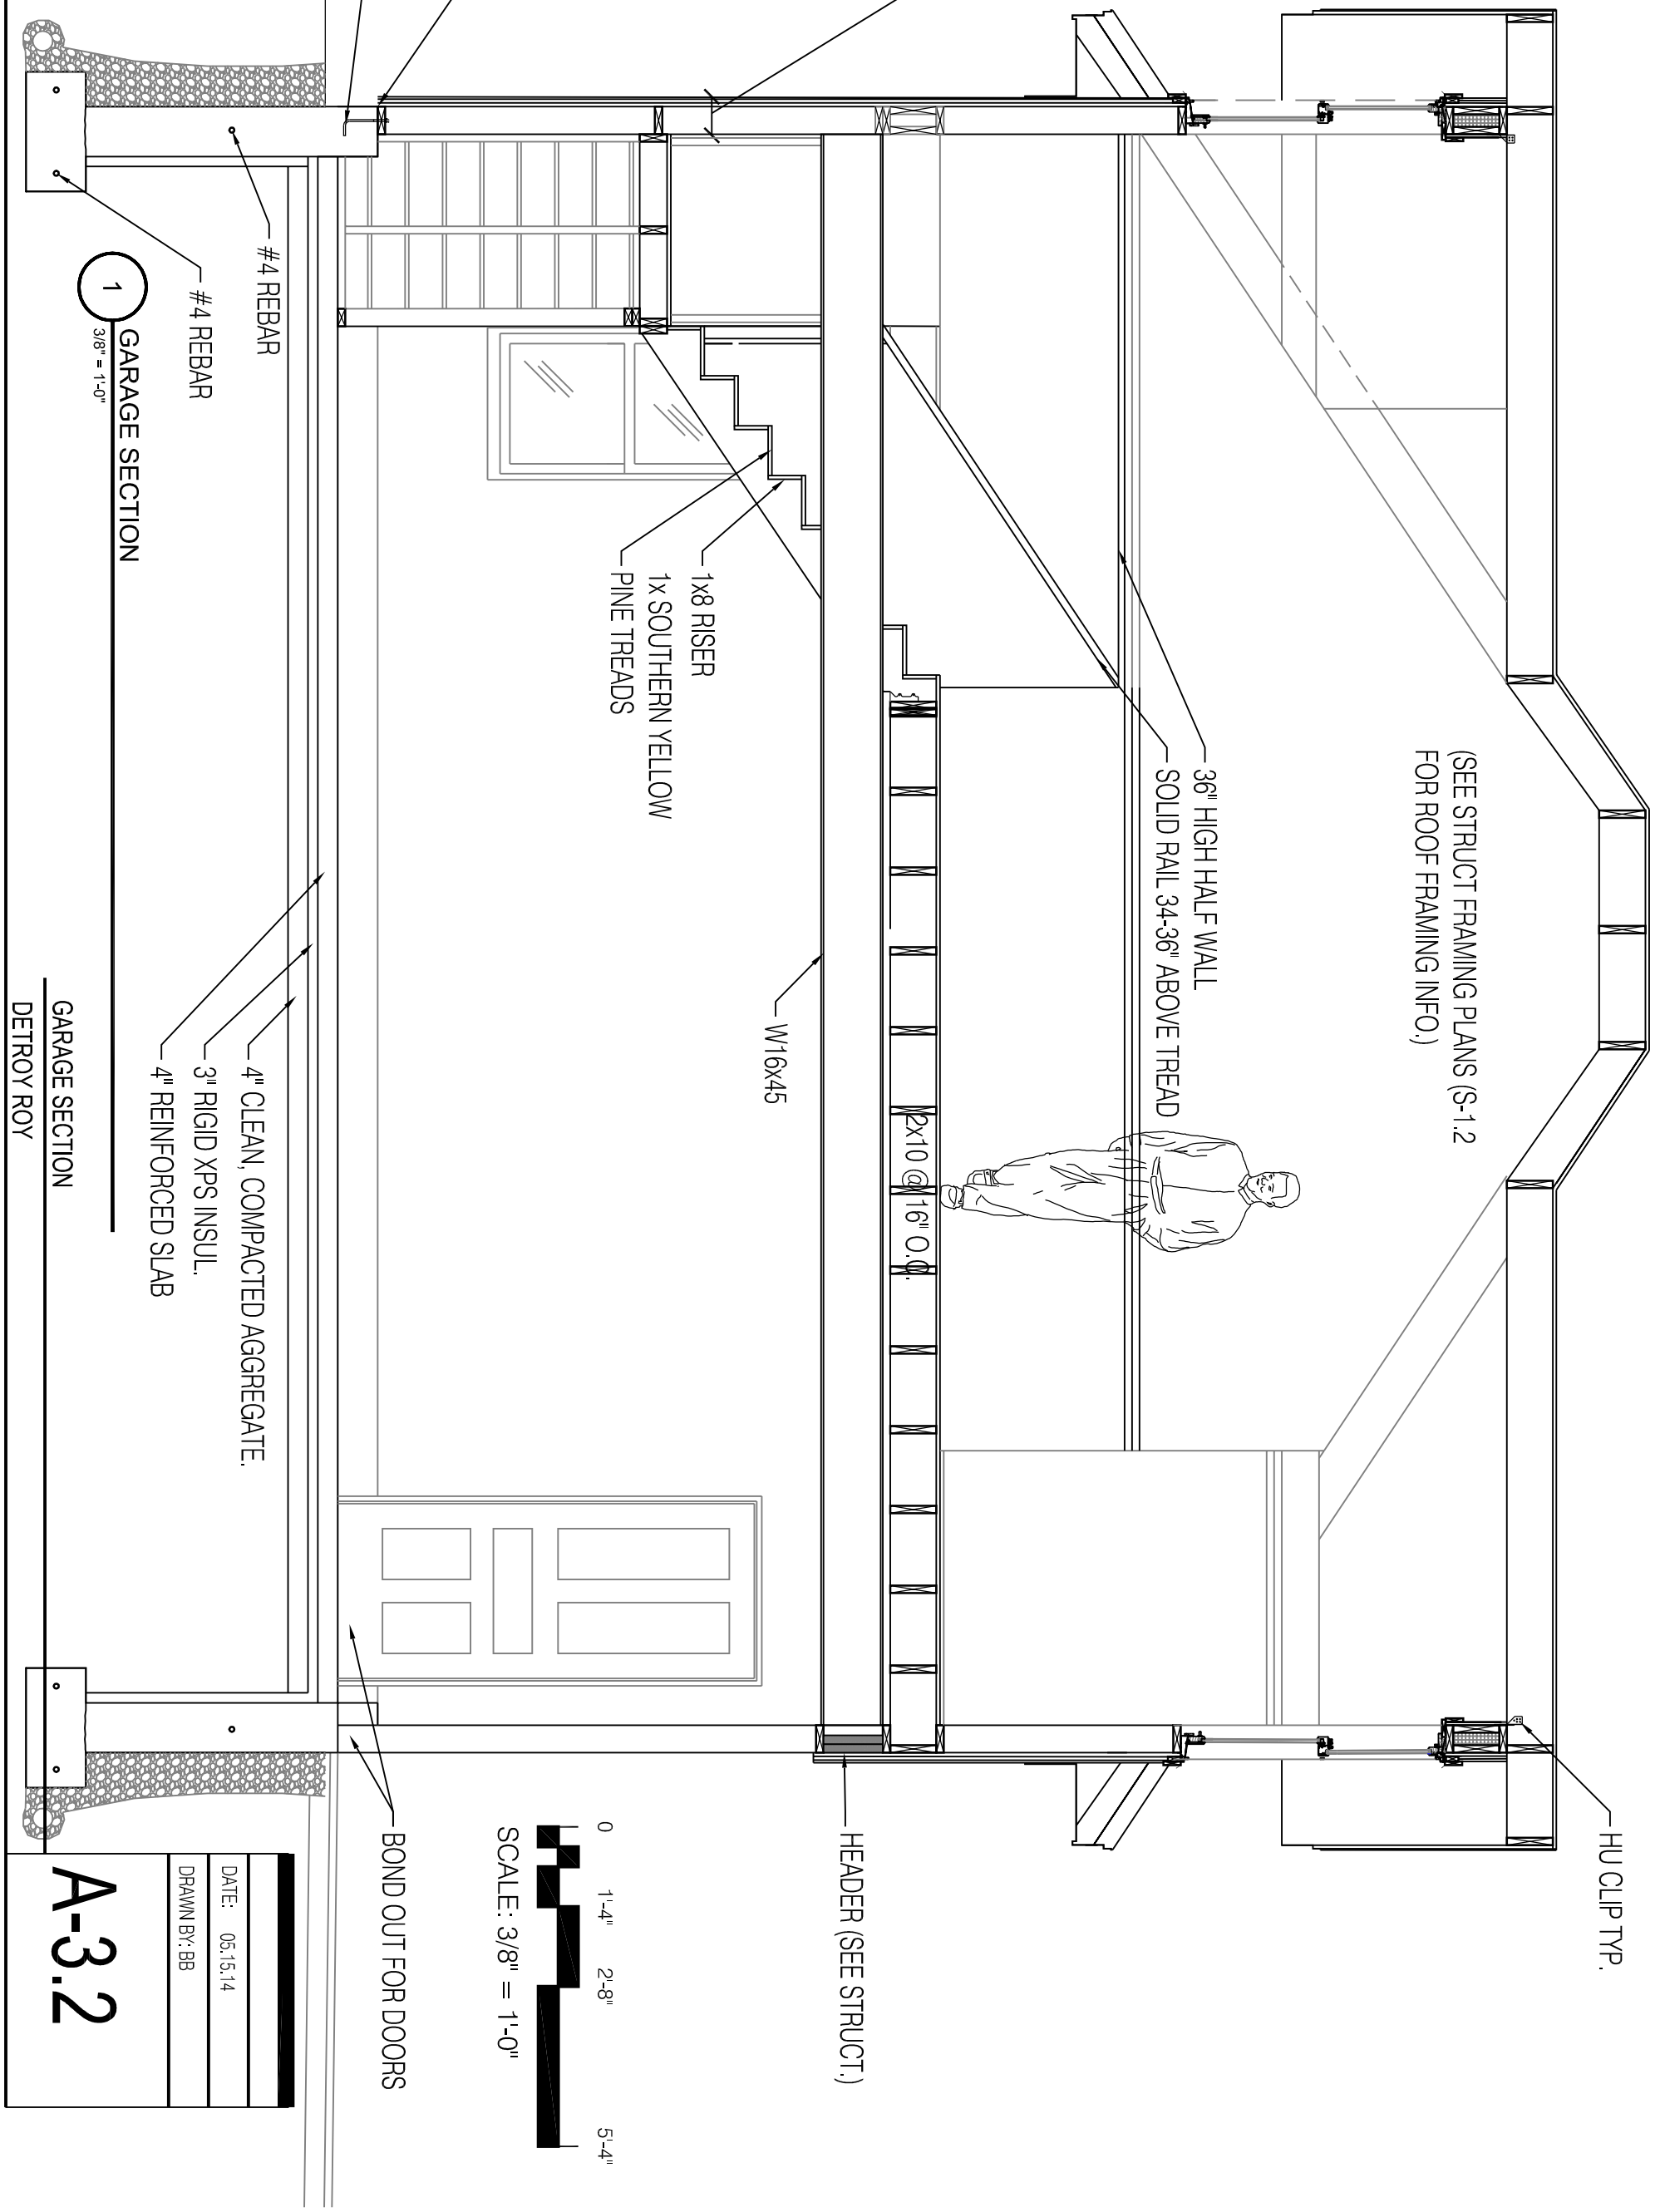 HU CLIP TYP.
(SEE STRUCT FRAMING PLANS (S-1.2
FOR ROOF FRAMING INFO.)
36" HIGH HALF WALL
SOLID RAIL 34-36" ABOVE TREAD
2x10 @ 16" O.C.
HEADER (SEE STRUCT.)
W16x45
1x8 RISER
1x SOUTHERN YELLOW
PINE TREADS
0 1'-4" 2'-8" 5'-4"
SCALE: 3/8" = 1'-0"
BOND OUT FOR DOORS
#4 REBAR
#4 REBAR
4" CLEAN, COMPACTED AGGREGATE.
3" RIGID XPS INSUL.
4" REINFORCED SLAB
1
GARAGE SECTION
3/8" = 1'-0"
GARAGE SECTION
DETROY ROY
DATE: 05.15.14
DRAWN BY: BB
A-3.2